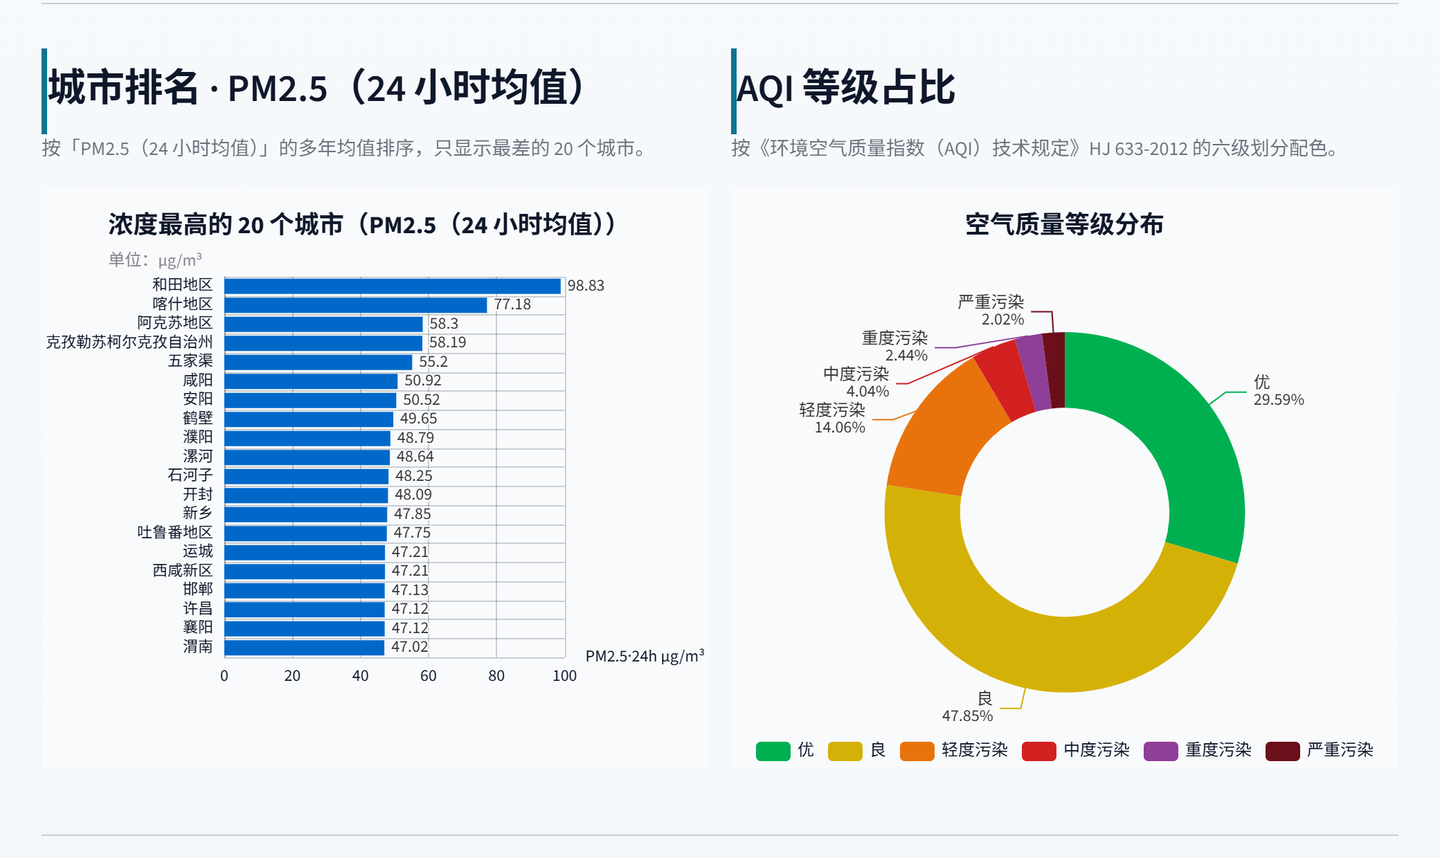 城市排名 · PM2.5（24 小时均值）
按「PM2.5（24 小时均值）」的多年均值排序，只显示最差的 20 个城市。
浓度最高的 20 个城市（PM2.5（24 小时均值））
单位：μg/m³
和田地区 98.83
喀什地区 77.18
阿克苏地区 58.3
克孜勒苏柯尔克孜自治州 58.19
五家渠 55.2
咸阳 50.92
安阳 50.52
鹤壁 49.65
濮阳 48.79
漯河 48.64
石河子 48.25
开封 48.09
新乡 47.85
吐鲁番地区 47.75
运城 47.21
西咸新区 47.21
邯郸 47.13
许昌 47.12
襄阳 47.12
渭南 47.02
PM2.5·24h μg/m³
0 20 40 60 80 100
AQI 等级占比
按《环境空气质量指数（AQI）技术规定》HJ 633-2012 的六级划分配色。
空气质量等级分布
严重污染
2.02%
重度污染
2.44%
中度污染
4.04%
轻度污染
14.06%
优
29.59%
良
47.85%
优 良 轻度污染 中度污染 重度污染 严重污染